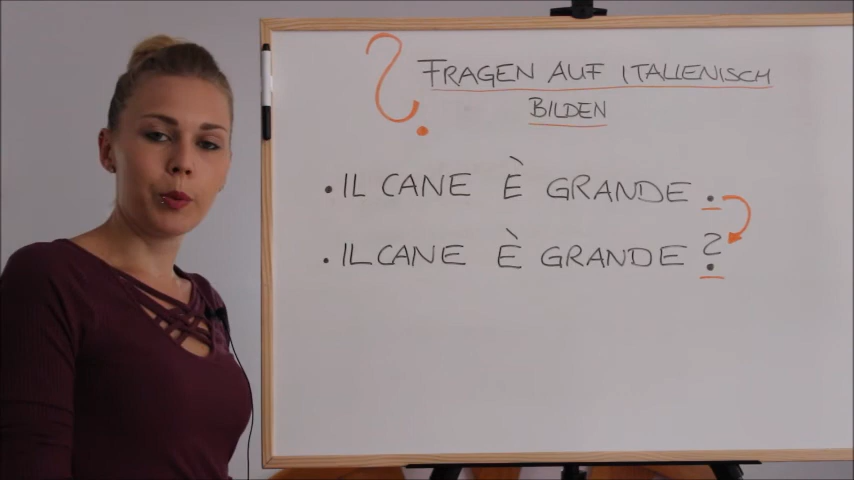 ? FRAGEN AUF ITALIENISCH
BILDEN
• IL CANE È GRANDE .
• IL CANE È GRANDE ?